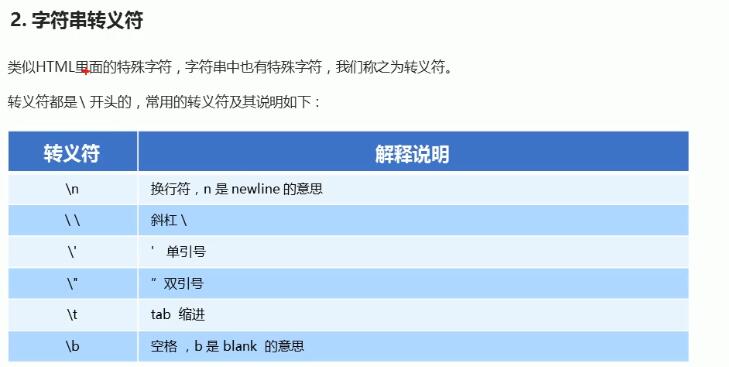 2. 字符串转义符
类似HTML里面的特殊字符，字符串中也有特殊字符，我们称之为转义符。
转义符都是 \ 开头的，常用的转义符及其说明如下：
转义符 解释说明
\n 换行符，n 是 newline 的意思
\ \ 斜杠 \
\' ' 单引号
\" ” 双引号
\t tab 缩进
\b 空格 ，b 是 blank 的意思